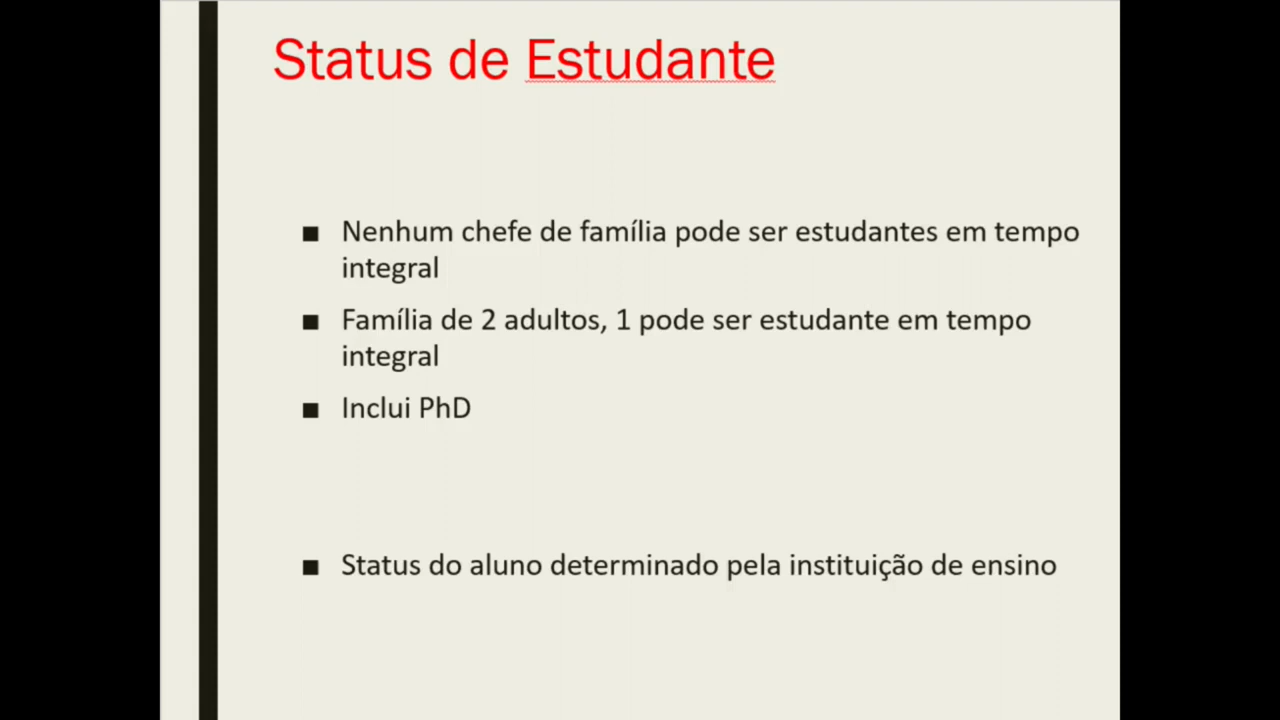 Status de Estudante
■ Nenhum chefe de família pode ser estudantes em tempo
integral
■ Família de 2 adultos, 1 pode ser estudante em tempo
integral
■ Inclui PhD
■ Status do aluno determinado pela instituição de ensino